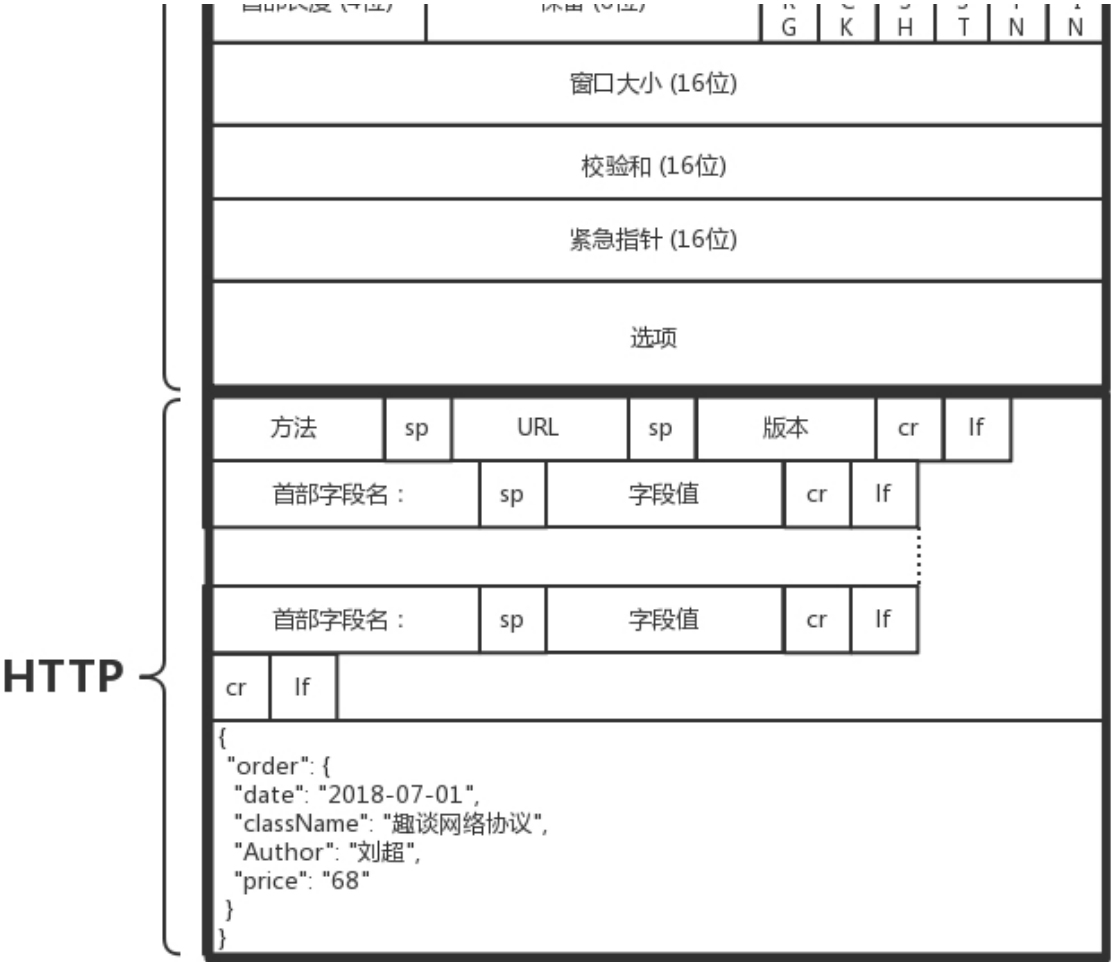 G K H T N N
窗口大小 (16位)
校验和 (16位)
紧急指针 (16位)
选项
方法 sp URL sp 版本 cr lf
首部字段名： sp 字段值 cr lf
首部字段名： sp 字段值 cr lf
HTTP
cr lf
{
"order": {
"date": "2018-07-01",
"className": "趣谈网络协议",
"Author": "刘超",
"price": "68"
}
}